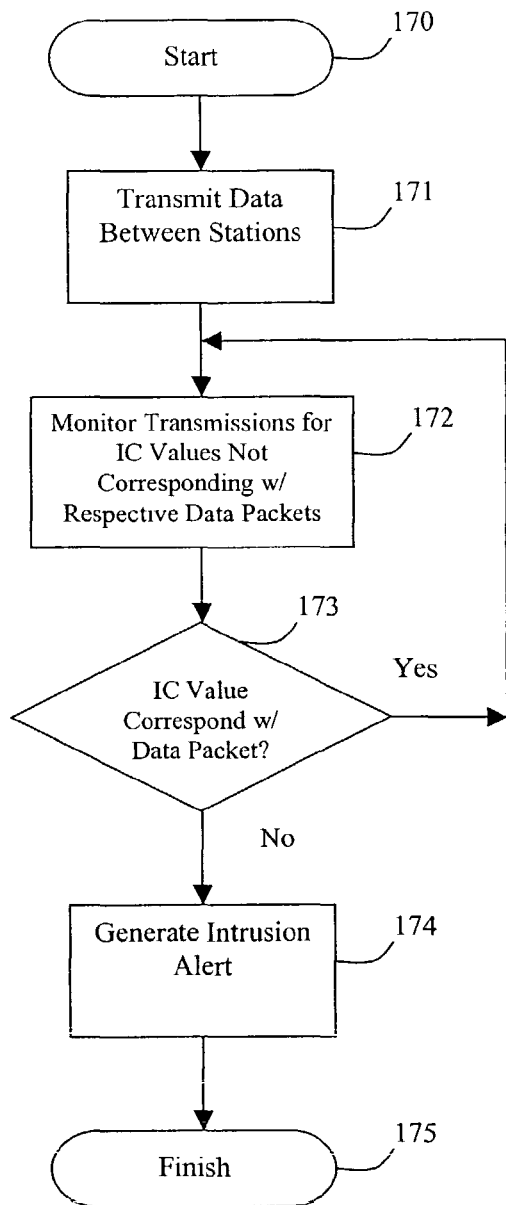 170
Start
171
Transmit Data
Between Stations
Monitor Transmissions for
IC Values Not
Corresponding w/
Respective Data Packets
172
173
IC Value
Correspond w/
Data Packet?
Yes
No
Generate Intrusion
Alert
174
175
Finish